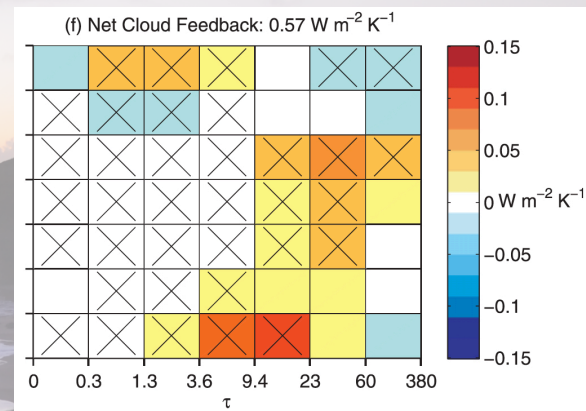 (f) Net Cloud Feedback: 0.57 W m⁻² K⁻¹
0.15
0.1
0.05
0 W m⁻² K⁻¹
−0.05
−0.1
−0.15
0 0.3 1.3 3.6 9.4 23 60 380
τ